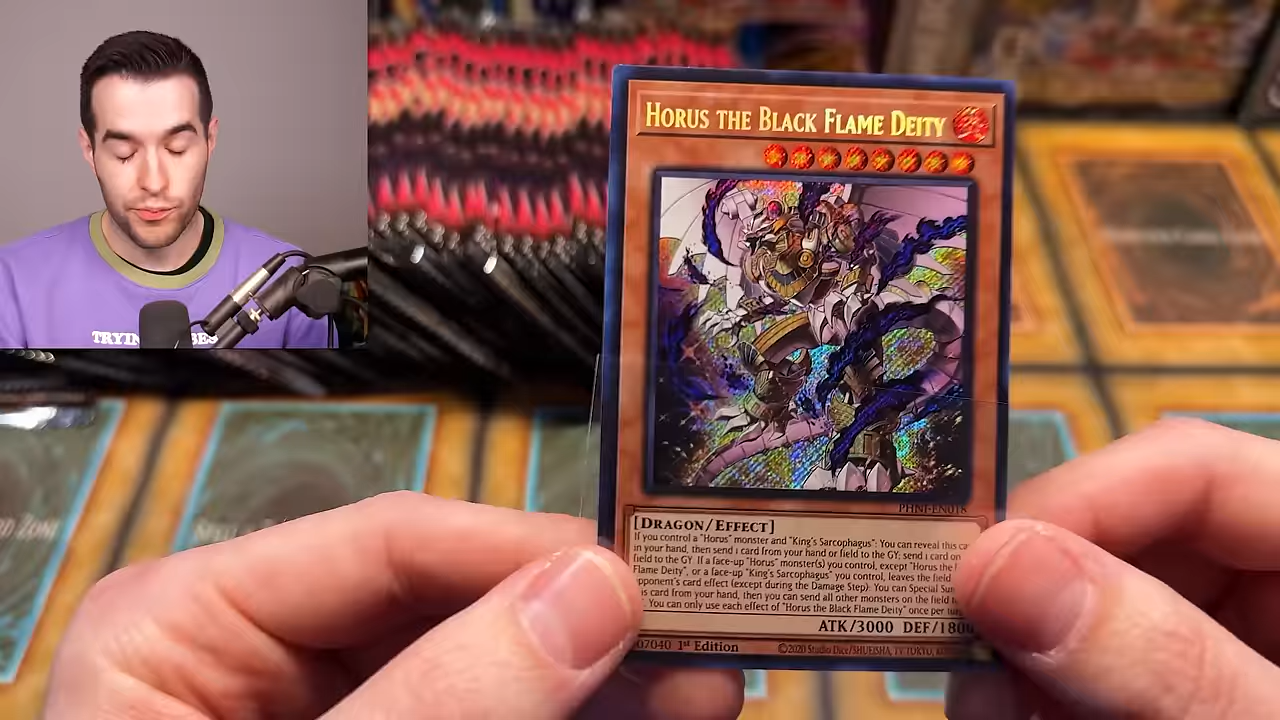 HORUS THE BLACK FLAME DEITY
PHNI-EN018
[DRAGON/EFFECT]
If you control a "Horus" monster and "King's Sarcophagus": You can reveal this
in your hand, then send 1 card from your hand or field to the GY; send 1 card on
field to the GY. If a face-up "Horus" monster(s) you control, except "Horus the
Flame Deity", or a face-up "King's Sarcophagus" you control, leaves the field
opponent's card effect (except during the Damage Step): You can Special
is card from your hand, then you can send all other monsters on the field
You can only use each effect of "Horus the Black Flame Deity" once per
ATK/3000 DEF/1800
07040 1st Edition
©2020 Studio Dice/SHUEISHA, TV TOKYO,
TRYIN